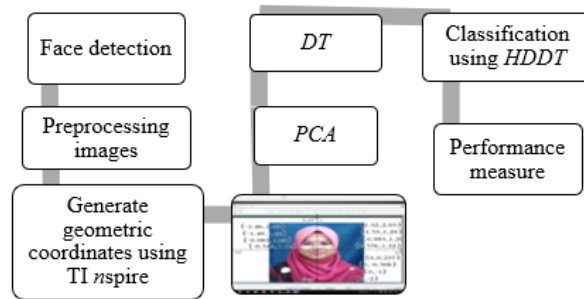 Face detection
Preprocessing
images
Generate
geometric
coordinates using
TI nspire
DT
PCA
Classification
using HDDT
Performance
measure